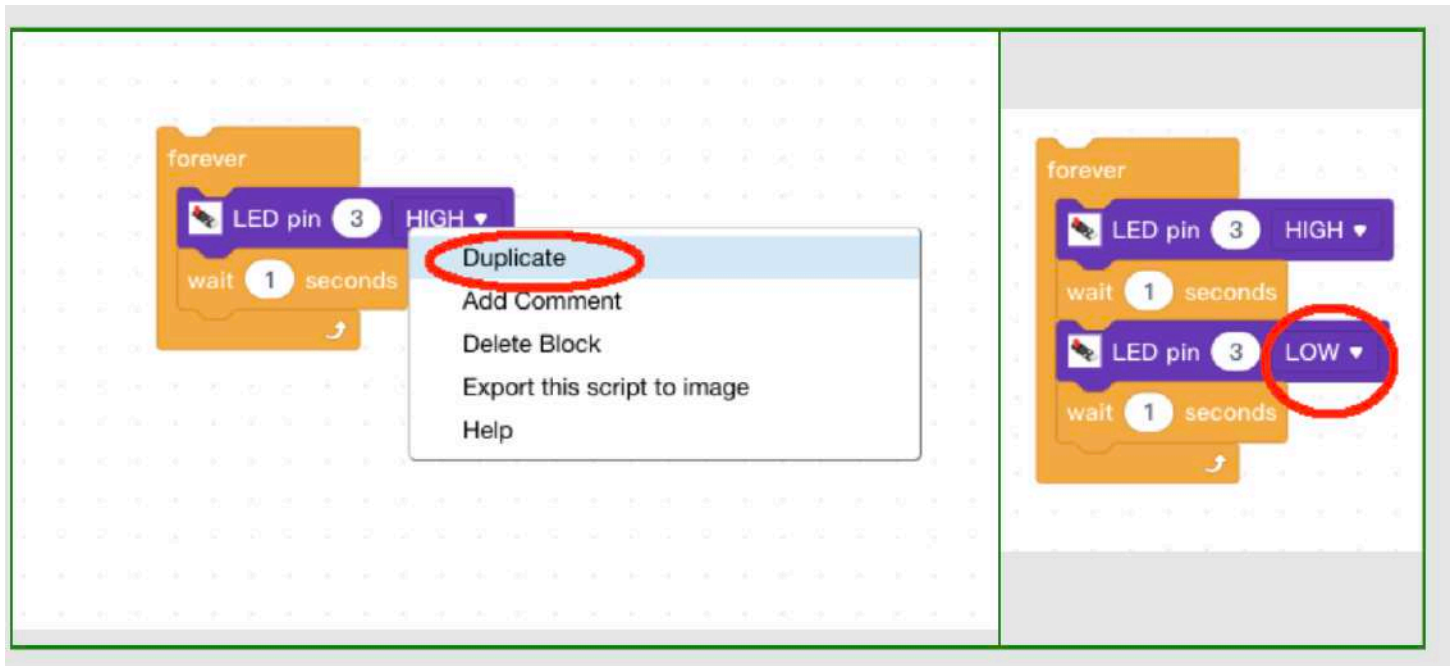 forever
LED pin 3 HIGH
wait 1 seconds
Duplicate
Add Comment
Delete Block
Export this script to image
Help
forever
LED pin 3 HIGH
wait 1 seconds
LED pin 3 LOW
wait 1 seconds